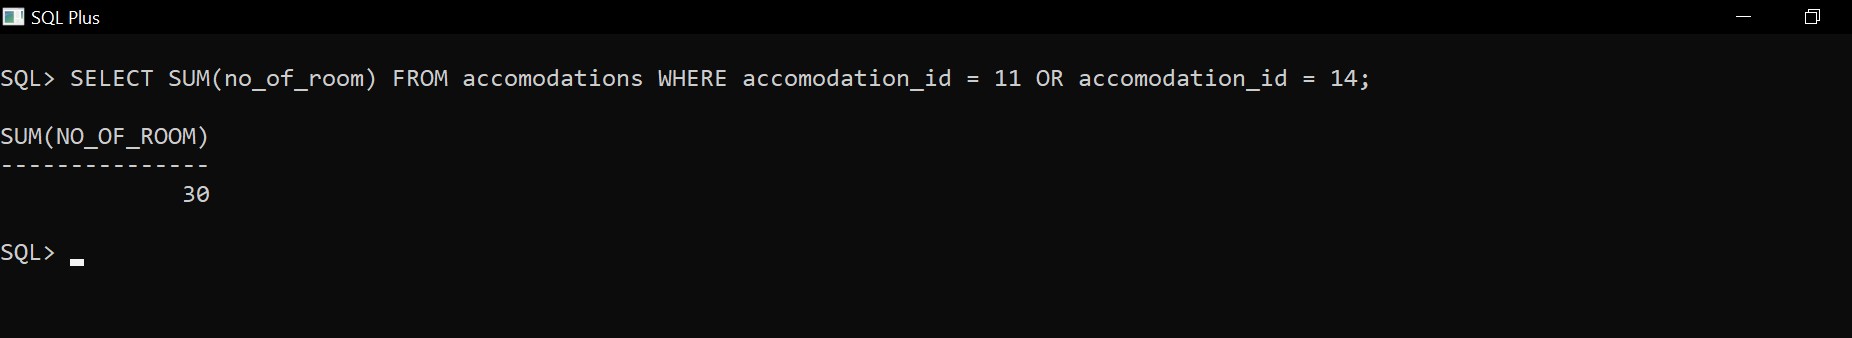 SQL Plus
SQL> SELECT SUM(no_of_room) FROM accomodations WHERE accomodation_id = 11 OR accomodation_id = 14;
SUM(NO_OF_ROOM)
---------------
30
SQL>